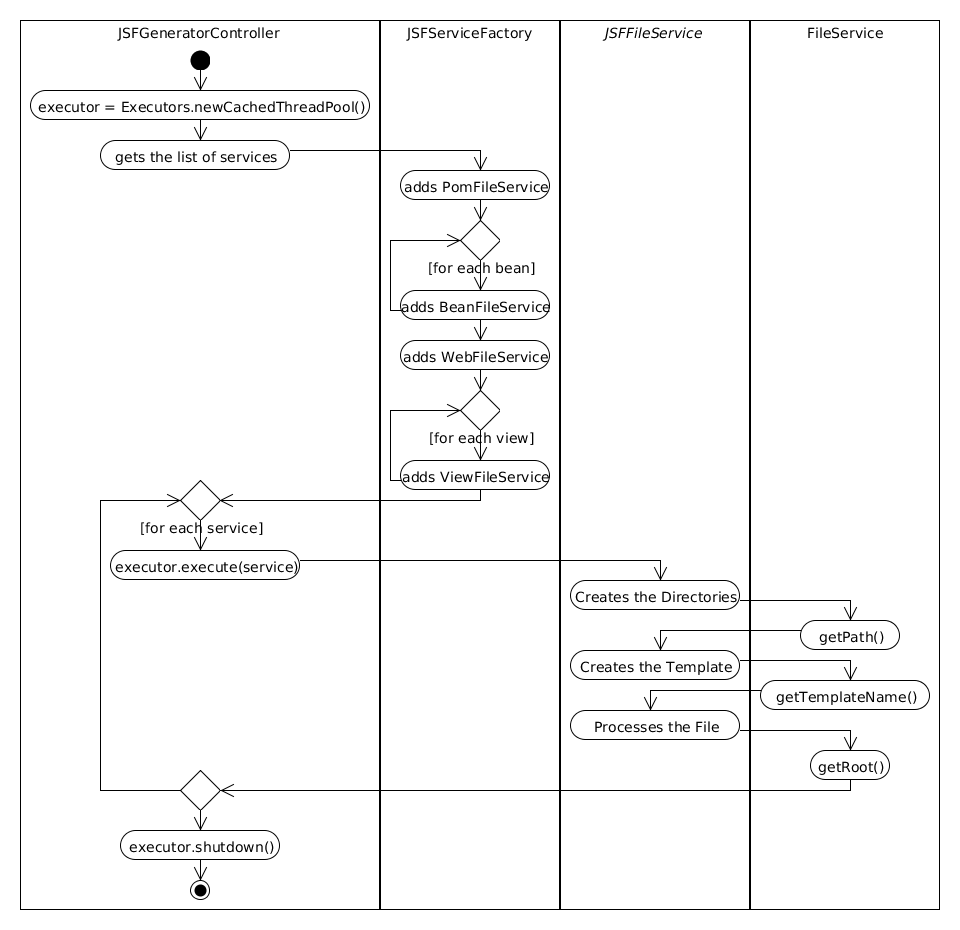 JSFGeneratorController
JSFServiceFactory
JSFFileService
FileService
executor = Executors.newCachedThreadPool()
gets the list of services
adds PomFileService
[for each bean]
adds BeanFileService
adds WebFileService
[for each view]
adds ViewFileService
[for each service]
executor.execute(service)
Creates the Directories
getPath()
Creates the Template
getTemplateName()
Processes the File
getRoot()
executor.shutdown()